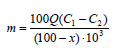 m = 100Q(C₁ − C₂) / (100 − x)·10³